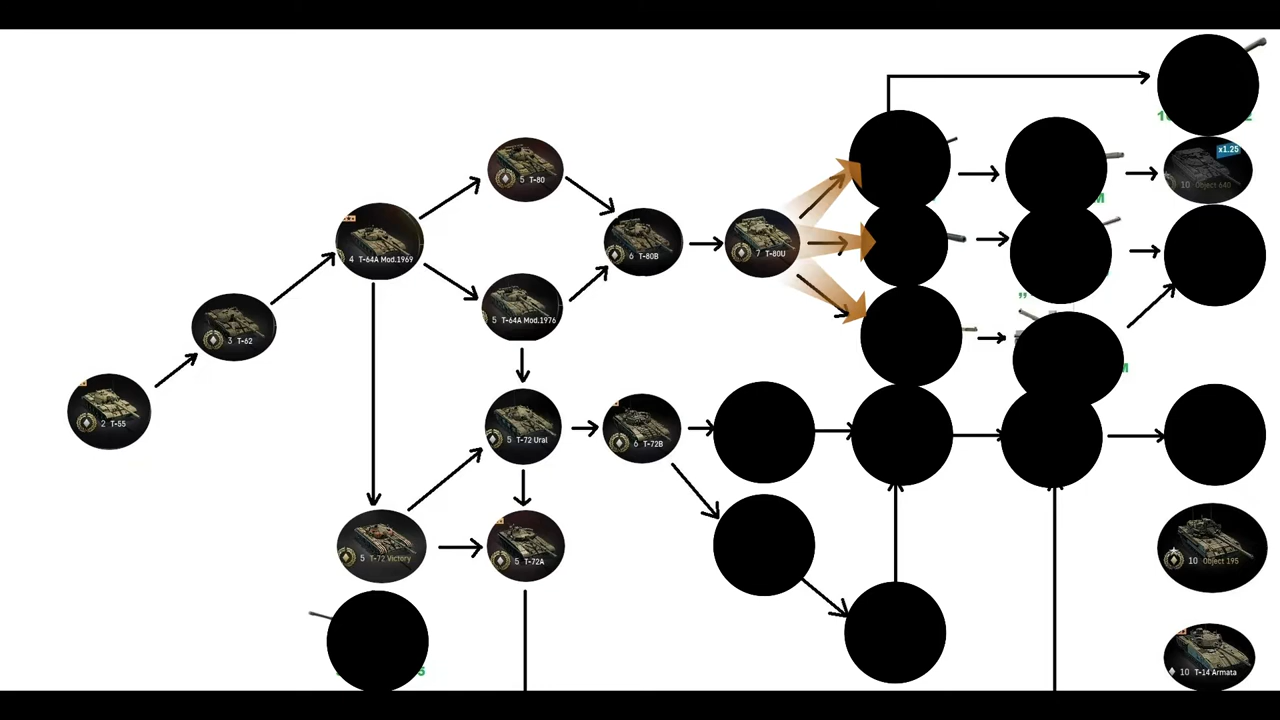 x1.25
5 T-80
10 Object 640
4 T-64A Mod.1969
6 T-80B
7 T-80U
5 T-64A Mod.1976
3 T-62
2 T-55
5 T-72 Ural
6 T-72B
5 T-72 Victory
5 T-72A
10 Object 195
10 T-14 Armata